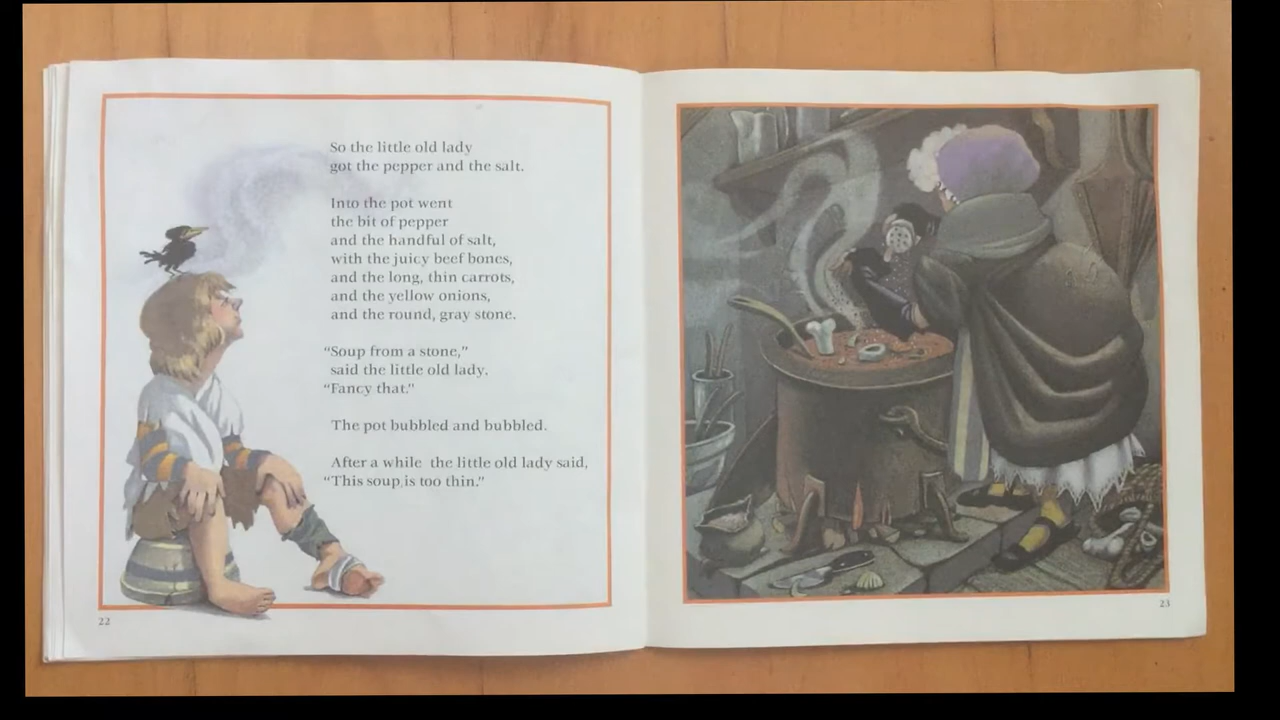 So the little old lady
got the pepper and the salt.
Into the pot went
the bit of pepper
and the handful of salt,
with the juicy beef bones,
and the long, thin carrots,
and the yellow onions,
and the round, gray stone.
“Soup from a stone,”
said the little old lady.
“Fancy that.”
The pot bubbled and bubbled.
After a while the little old lady said,
“This soup is too thin.”
22
23